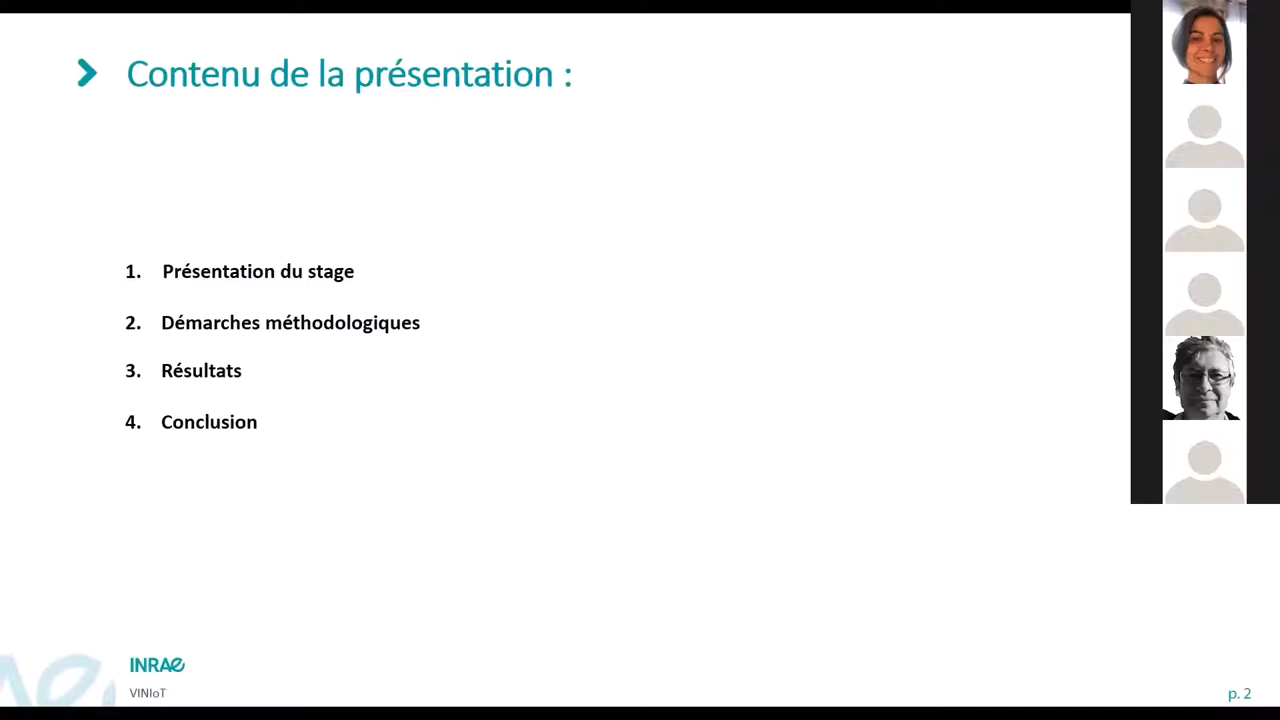 Contenu de la présentation :
1. Présentation du stage
2. Démarches méthodologiques
3. Résultats
4. Conclusion
INRAE
VINIoT
p. 2